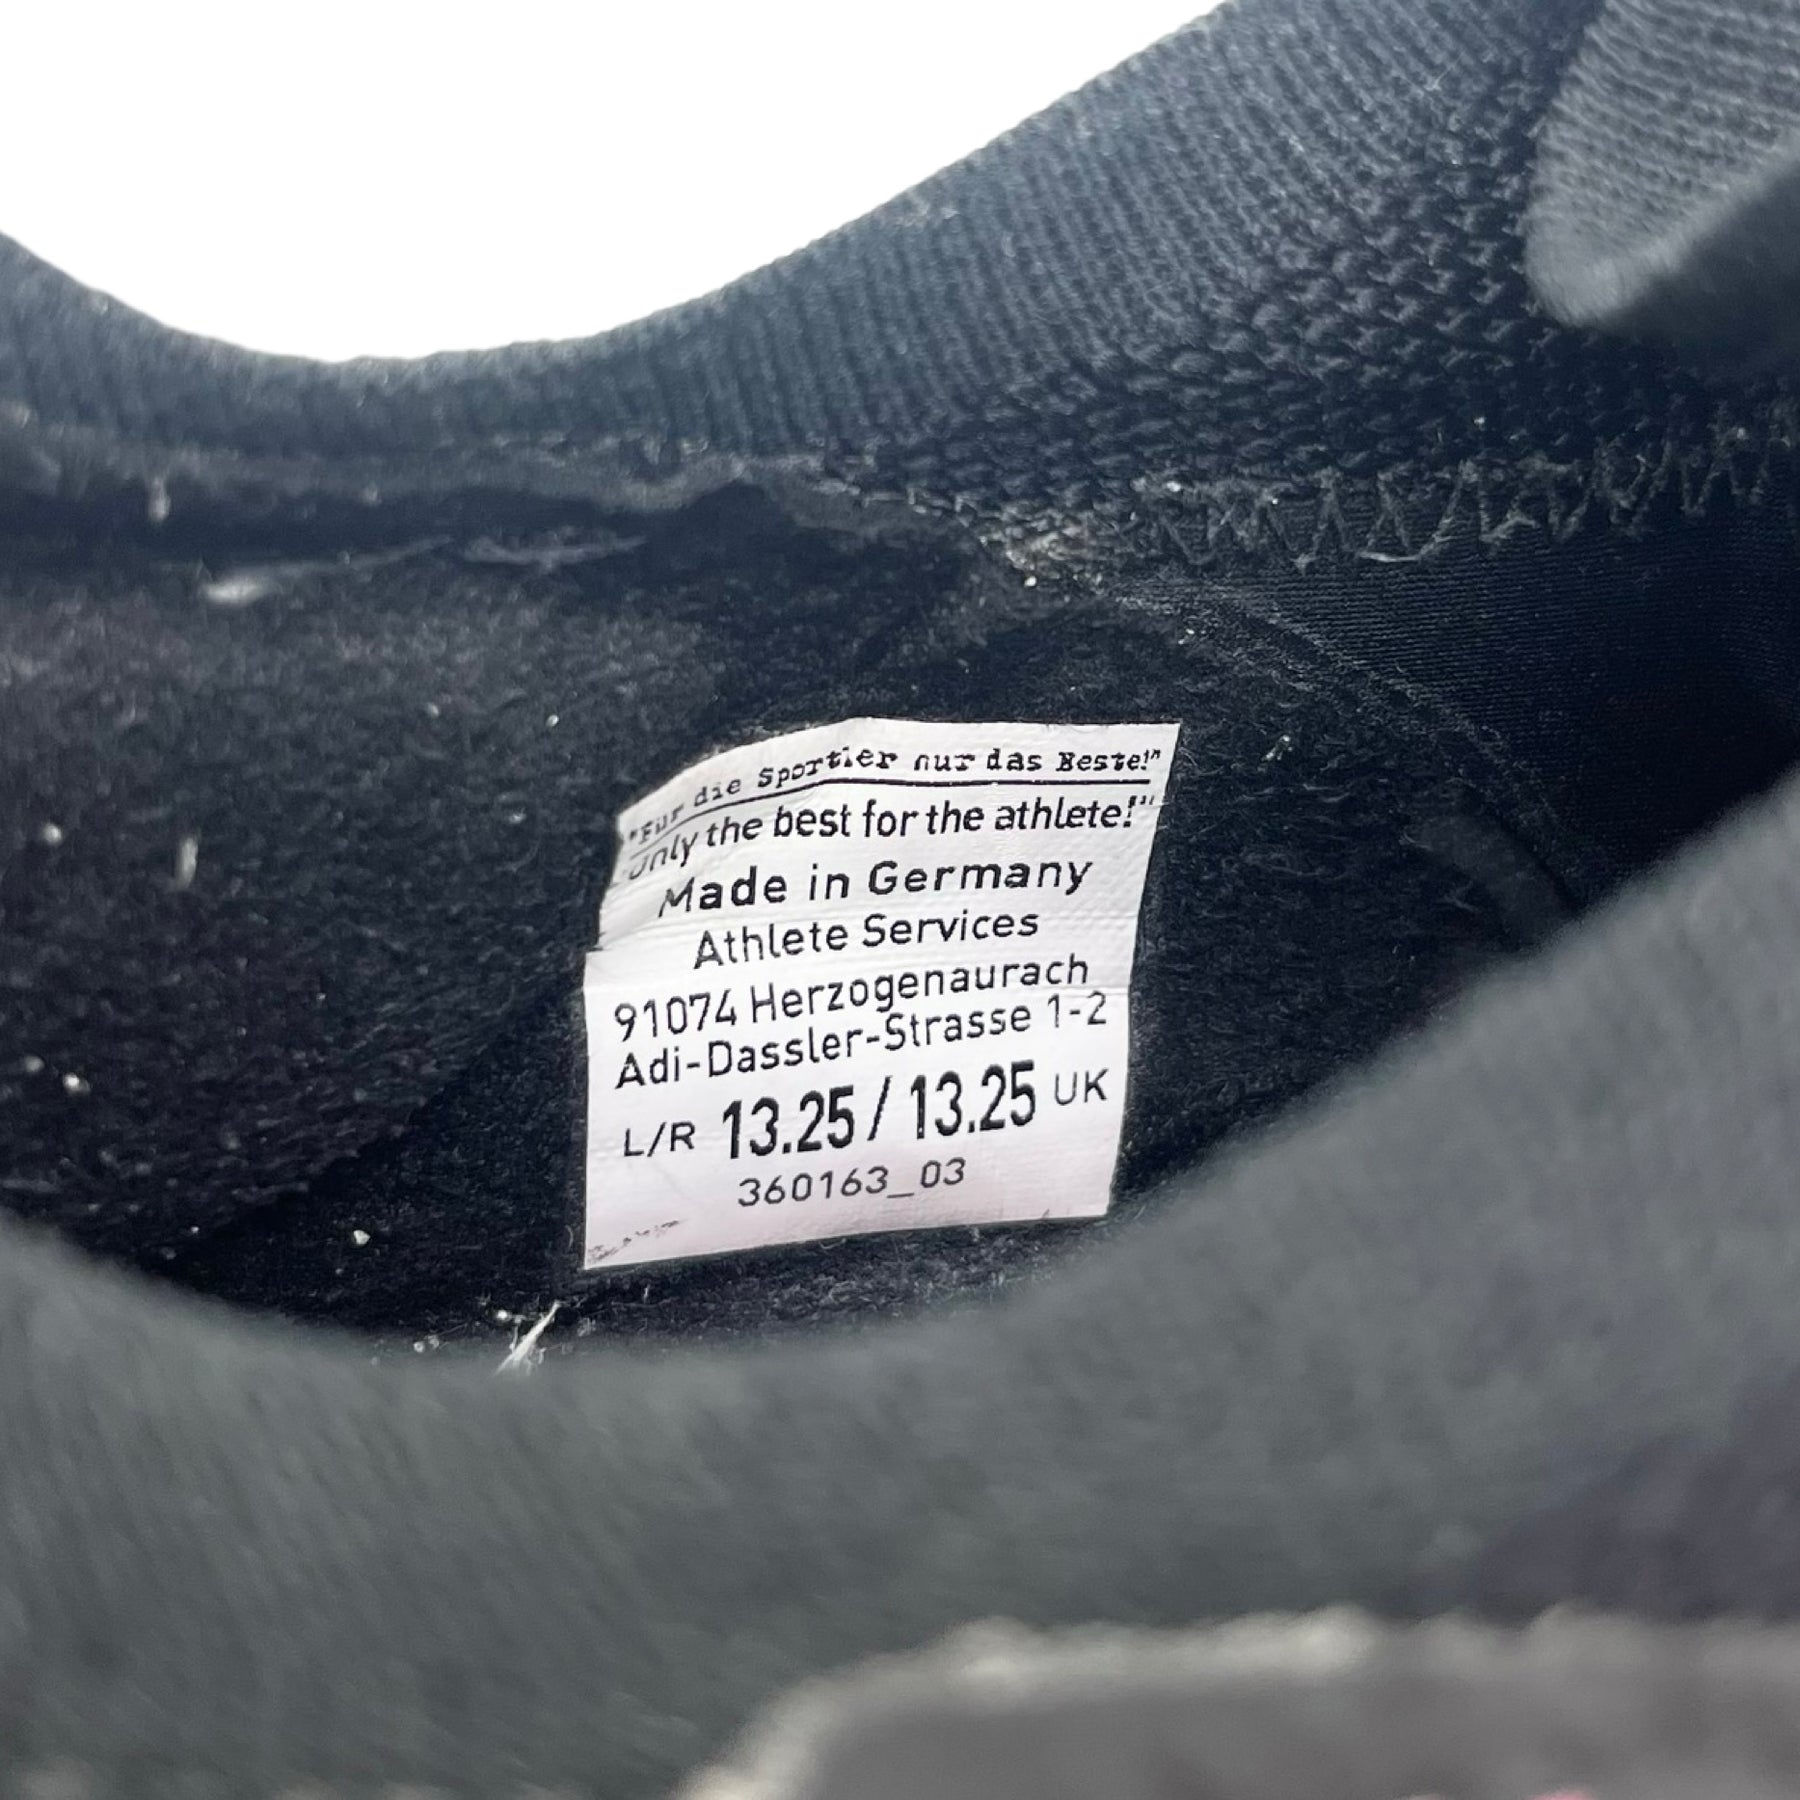 "Für die Sportler nur das Beste!"
"Only the best for the athlete!"
Made in Germany
Athlete Services
91074 Herzogenaurach
Adi-Dassler-Strasse 1-2
L/R 13.25 / 13.25 UK
360163_03